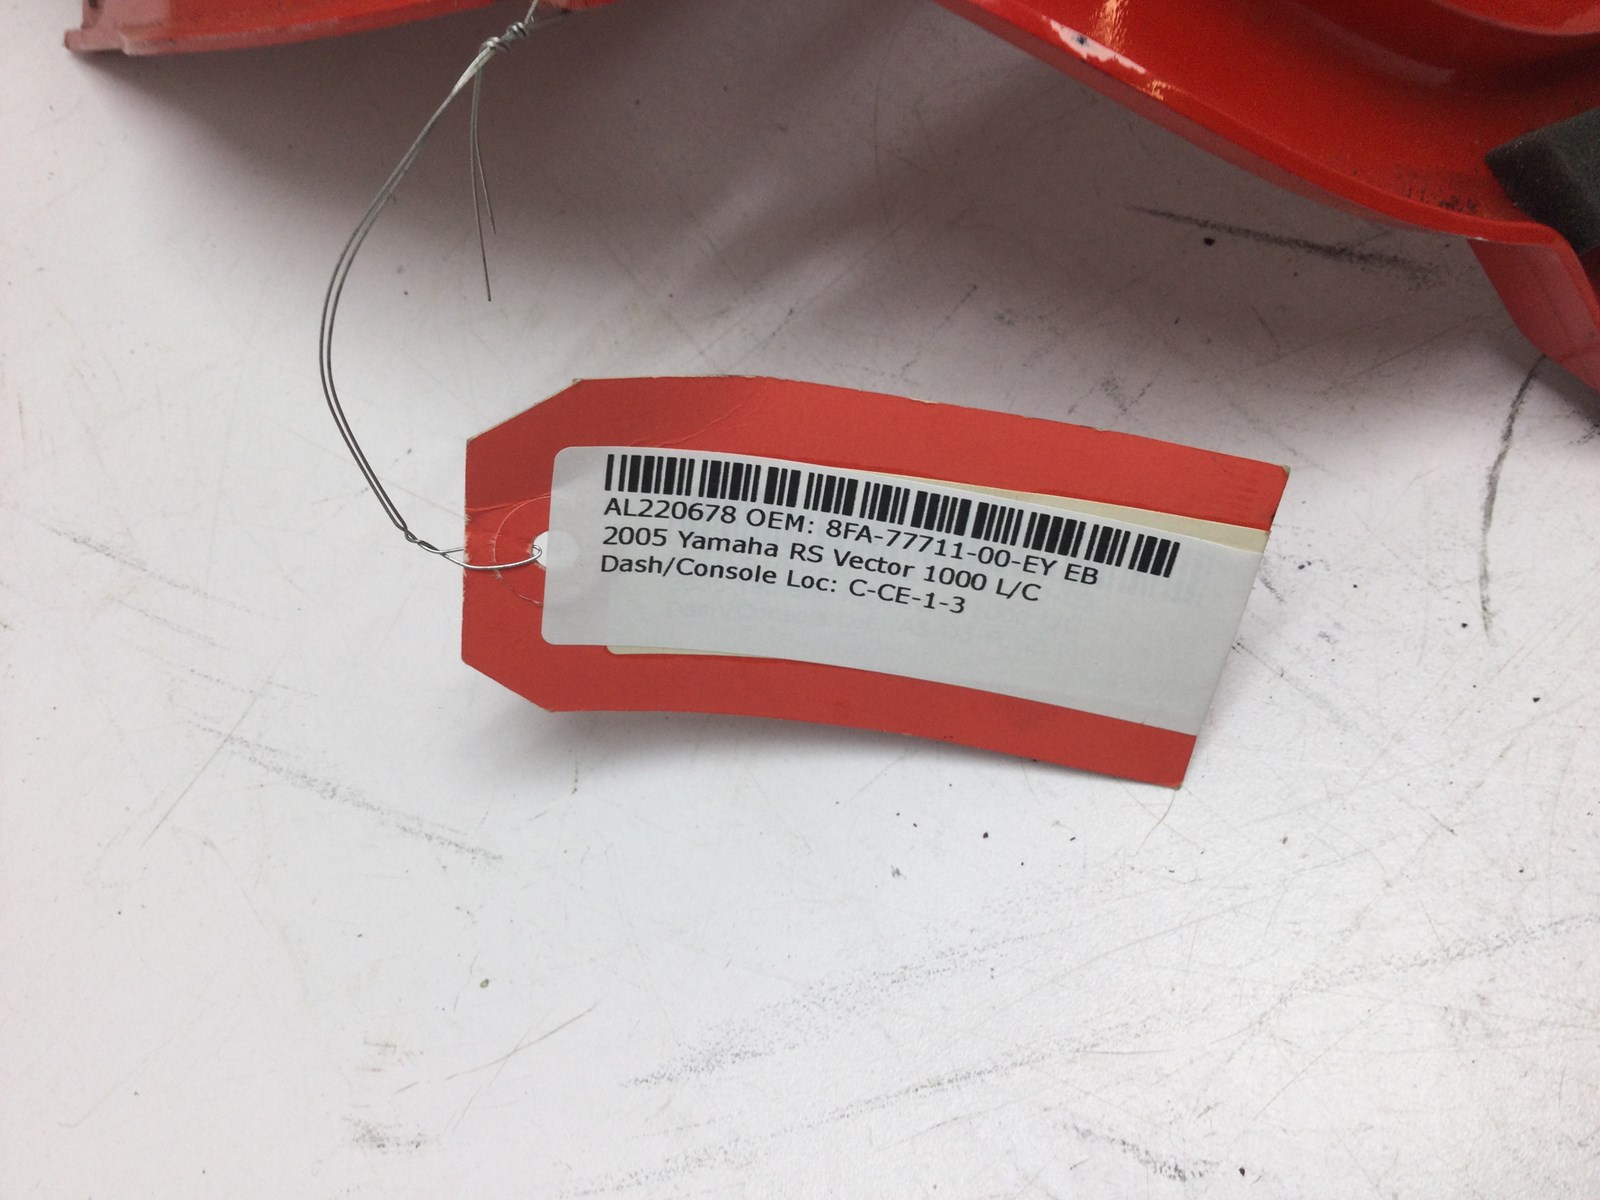 AL220678 OEM: 8FA-77711-00-EY EB
2005 Yamaha RS Vector 1000 L/C
Dash/Console Loc: C-CE-1-3